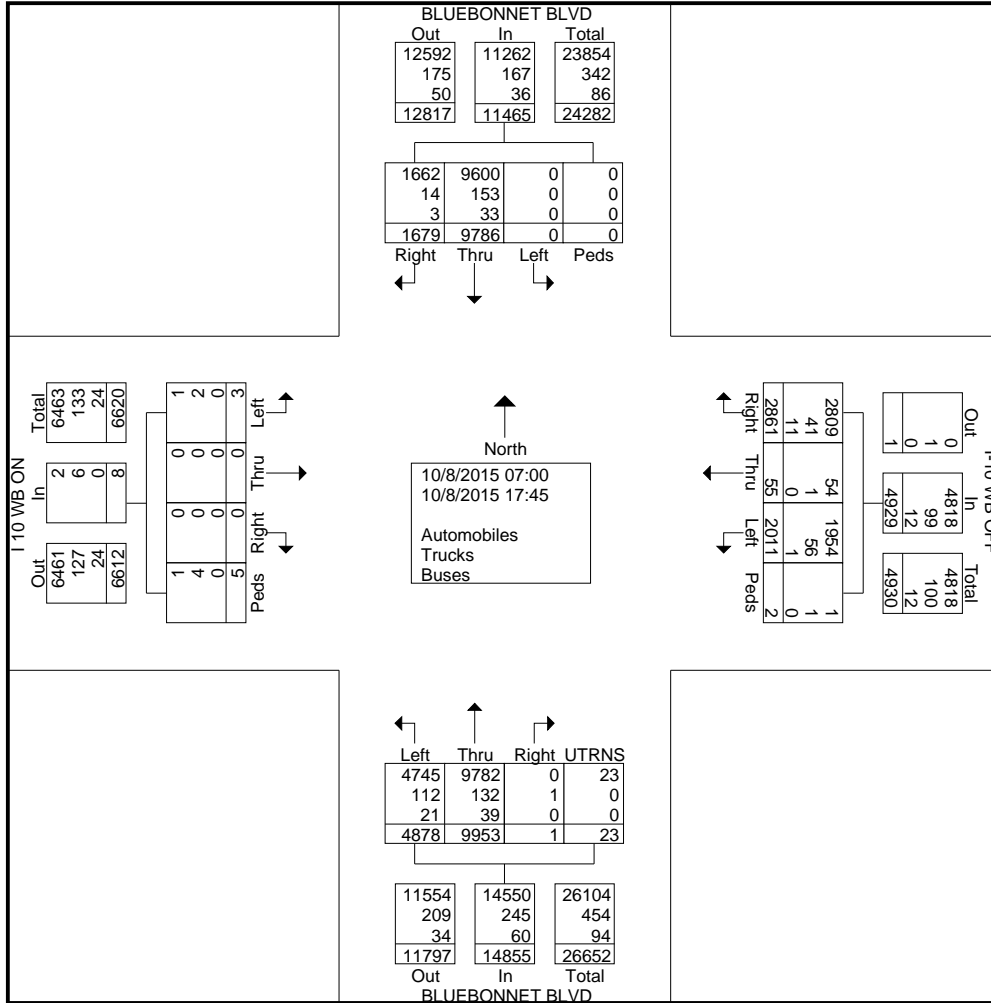 BLUEBONNET BLVD
Out In Total
12592 11262 23854
175 167 342
50 36 86
12817 11465 24282
1662 9600 0 0
14 153 0 0
3 33 0 0
1679 9786 0 0
Right Thru Left Peds
I 10 WB ON
Total In Out
6463 2 6461
133 6 127
24 0 24
6620 8 6612
1 0 0 1
2 0 0 4
0 0 0 0
3 0 0 5
Left Thru Right Peds
North
10/8/2015 07:00
10/8/2015 17:45
Automobiles
Trucks
Buses
Right Thru Left Peds
2861 55 2011 2
11 0 1 0
41 1 56 1
2809 54 1954 1
1 4929 4930
0 12 12
1 99 100
0 4818 4818
Out In Total
I-10 WB OFF
Left Thru Right UTRNS
4745 9782 0 23
112 132 1 0
21 39 0 0
4878 9953 1 23
11554 14550 26104
209 245 454
34 60 94
11797 14855 26652
Out In Total
BLUEBONNET BLVD